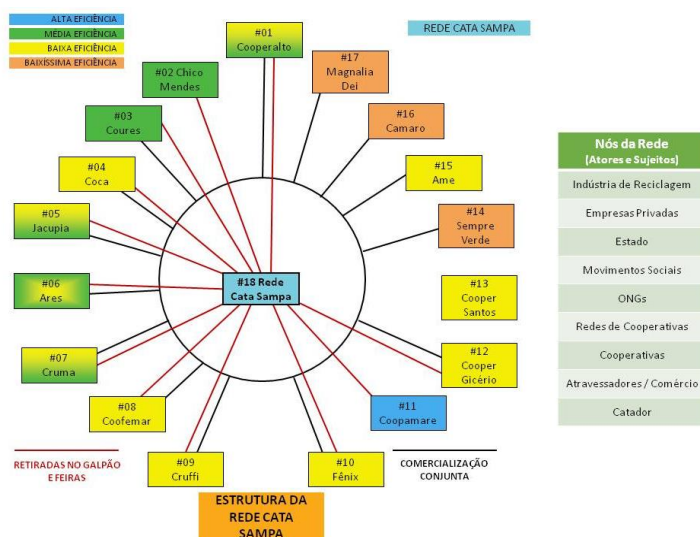 ALTA EFICIÊNCIA
MÉDIA EFICIÊNCIA
BAIXA EFICIÊNCIA
BAIXÍSSIMA EFICIÊNCIA
REDE CATA SAMPA
#01
Cooperalto
#02 Chico
Mendes
#03
Coures
#04
Coca
#05
Jacupia
#06
Ares
#07
Cruma
#08
Coofemar
#09
Cruffi
#10
Fênix
#11
Coopamare
#12
Cooper
Gicério
#13
Cooper
Santos
#14
Sempre
Verde
#15
Ame
#16
Camaro
#17
Magnalia
Dei
#18 Rede
Cata Sampa
RETIRADAS NO GALPÃO
E FEIRAS
COMERCIALIZAÇÃO
CONJUNTA
ESTRUTURA DA
REDE CATA
SAMPA
Nós da Rede
(Atores e Sujeitos)
Indústria de Reciclagem
Empresas Privadas
Estado
Movimentos Sociais
ONGs
Redes de Cooperativas
Cooperativas
Atravessadores / Comércio
Catador